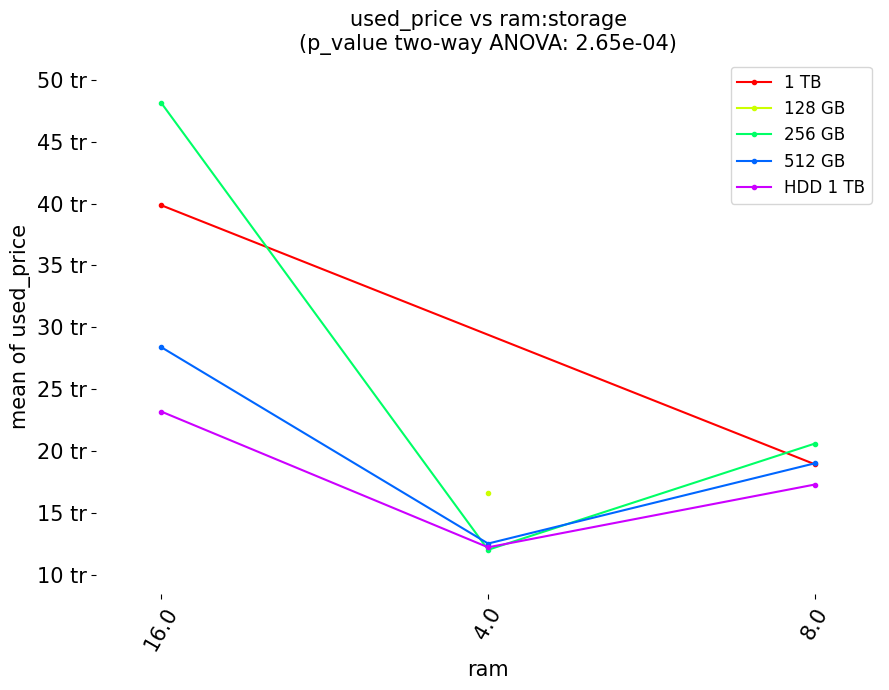 used_price vs ram:storage
(p_value two-way ANOVA: 2.65e-04)
1 TB
128 GB
256 GB
512 GB
HDD 1 TB
50 tr
45 tr
40 tr
35 tr
30 tr
25 tr
20 tr
15 tr
10 tr
mean of used_price
16.0
4.0
8.0
ram